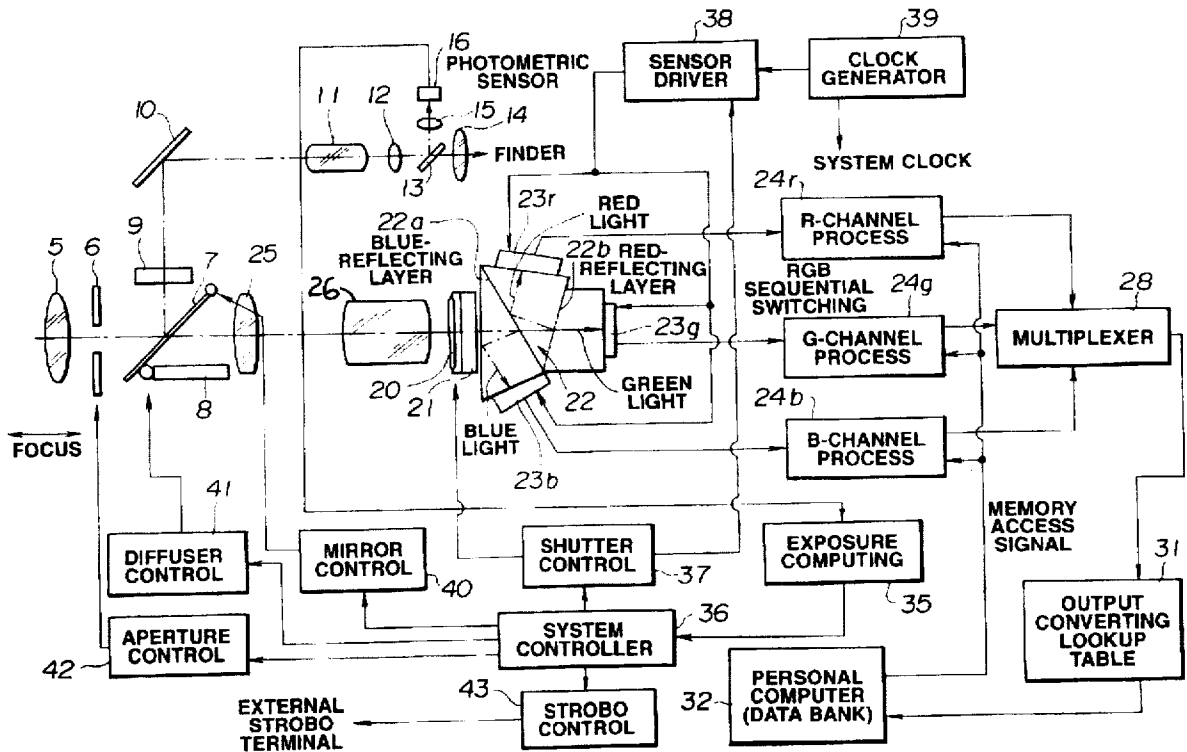 38
39
16
PHOTOMETRIC
SENSOR
SENSOR
DRIVER
CLOCK
GENERATOR
10
11
12
15
14
FINDER
13
SYSTEM CLOCK
23r
RED
LIGHT
24r
R-CHANNEL
PROCESS
22a
BLUE-
REFLECTING
LAYER
22b
RED-
REFLECTING
LAYER
RGB
SEQUENTIAL
SWITCHING
5
6
9
7
25
26
24g
28
G-CHANNEL
PROCESS
MULTIPLEXER
23g
8
20
21
22
GREEN
LIGHT
BLUE
LIGHT
23b
24b
B-CHANNEL
PROCESS
FOCUS
41
DIFFUSER
CONTROL
MIRROR
CONTROL
40
SHUTTER
CONTROL
37
EXPOSURE
COMPUTING
35
MEMORY
ACCESS
SIGNAL
31
OUTPUT
CONVERTING
LOOKUP
TABLE
36
SYSTEM
CONTROLLER
42
APERTURE
CONTROL
43
STROBO
CONTROL
EXTERNAL
STROBO
TERMINAL
32
PERSONAL
COMPUTER
(DATA BANK)